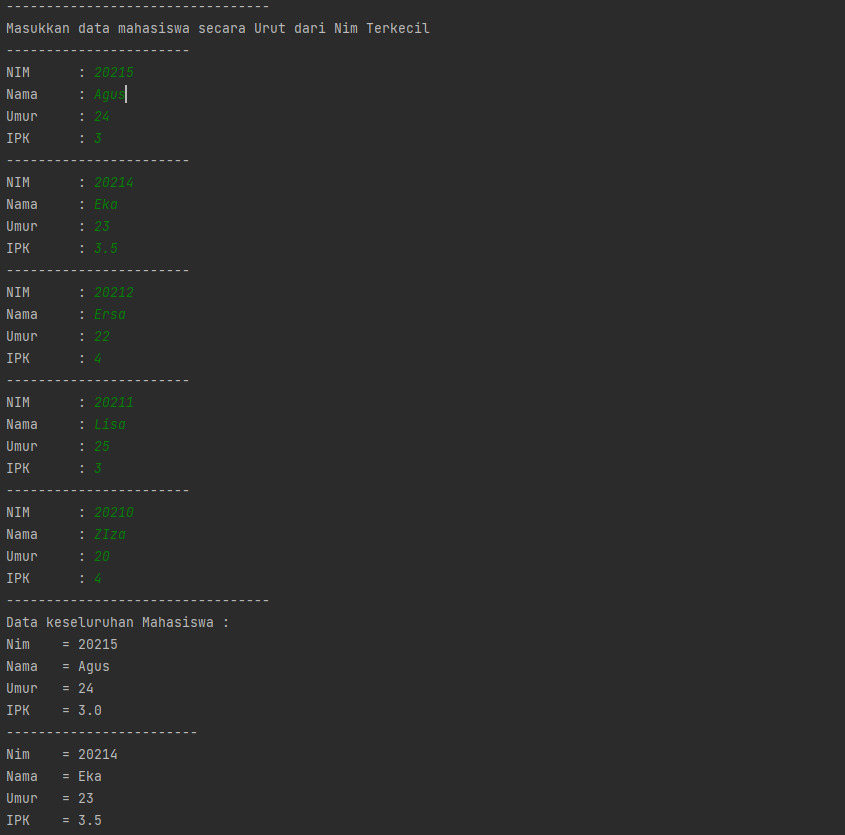 ---------------------------------
Masukkan data mahasiswa secara Urut dari Nim Terkecil
-----------------------
NIM      : 20215
Nama     : Agus
Umur     : 24
IPK      : 3
-----------------------
NIM      : 20214
Nama     : Eka
Umur     : 23
IPK      : 3.5
-----------------------
NIM      : 20212
Nama     : Ersa
Umur     : 22
IPK      : 4
-----------------------
NIM      : 20211
Nama     : Lisa
Umur     : 25
IPK      : 3
-----------------------
NIM      : 20210
Nama     : ZIza
Umur     : 20
IPK      : 4
---------------------------------
Data keseluruhan Mahasiswa :
Nim    = 20215
Nama   = Agus
Umur   = 24
IPK    = 3.0
------------------------
Nim    = 20214
Nama   = Eka
Umur   = 23
IPK    = 3.5